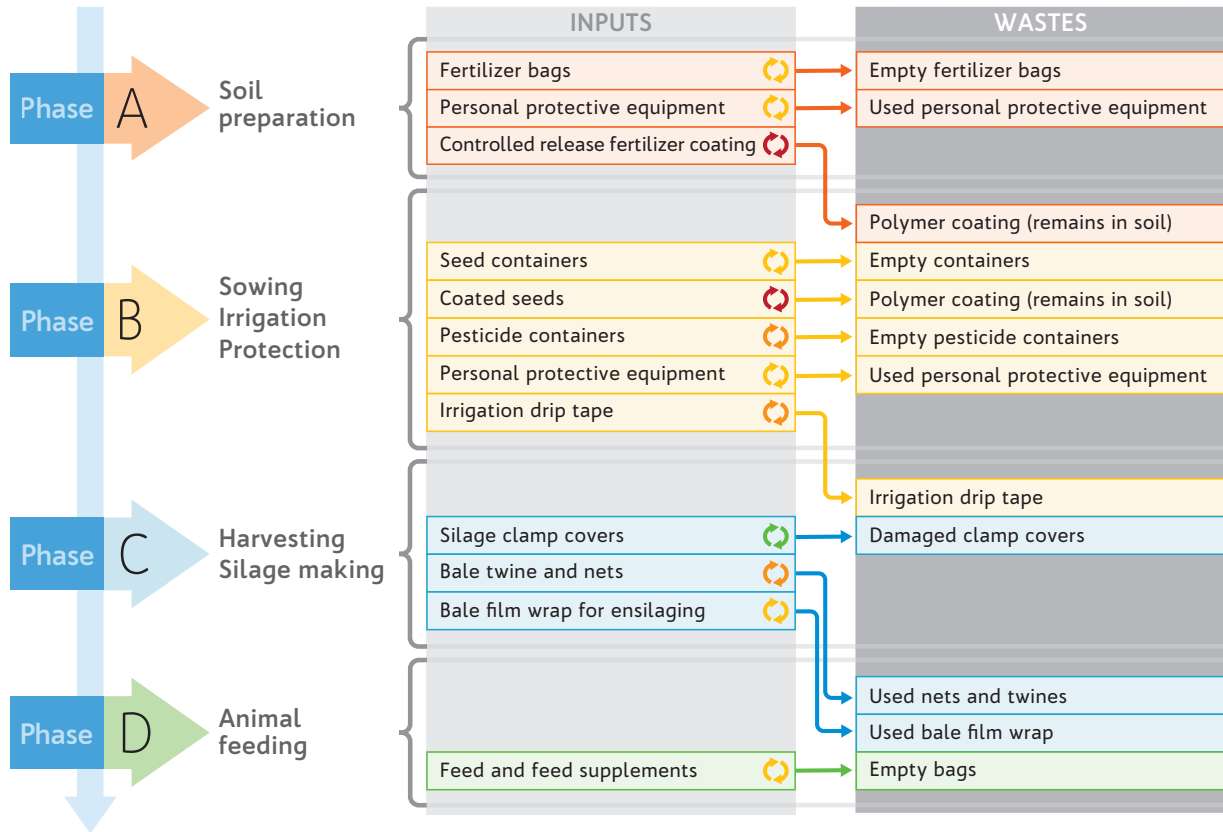 INPUTS
WASTES
Phase A
Soil
preparation
Fertilizer bags
Empty fertilizer bags
Personal protective equipment
Used personal protective equipment
Controlled release fertilizer coating
Polymer coating (remains in soil)
Phase B
Sowing
Irrigation
Protection
Seed containers
Empty containers
Coated seeds
Polymer coating (remains in soil)
Pesticide containers
Empty pesticide containers
Personal protective equipment
Used personal protective equipment
Irrigation drip tape
Irrigation drip tape
Phase C
Harvesting
Silage making
Silage clamp covers
Damaged clamp covers
Bale twine and nets
Bale film wrap for ensilaging
Used nets and twines
Used bale film wrap
Phase D
Animal
feeding
Feed and feed supplements
Empty bags